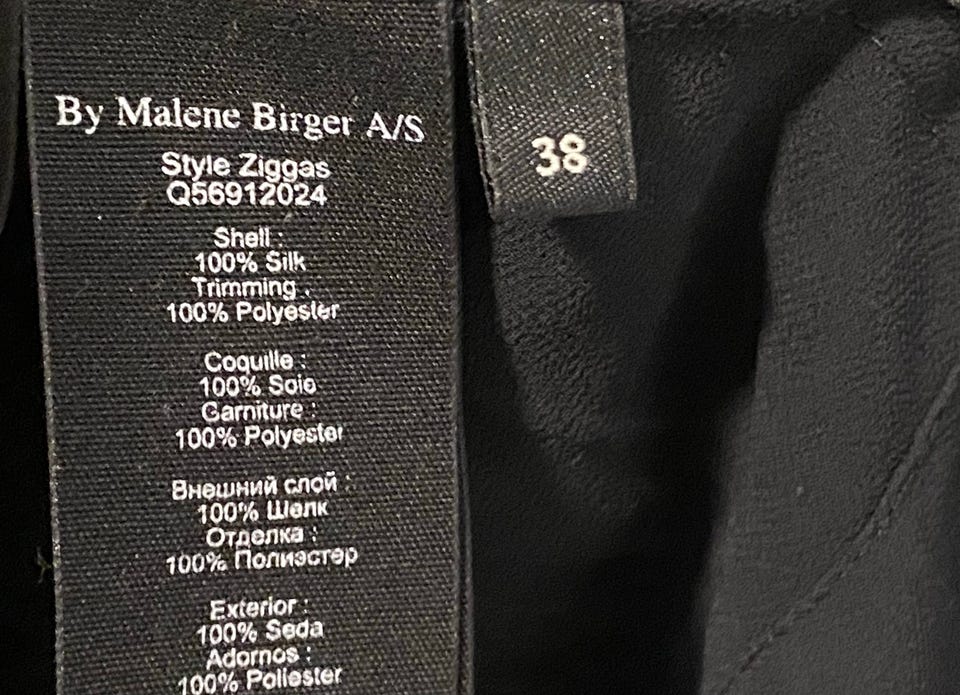 By Malene Birger A/S
Style Ziggas
Q56912024
Shell :
100% Silk
Trimming :
100% Polyester
Coquille :
100% Soie
Garniture :
100% Polyester
Внешний слой :
100% Шелк
Отделка :
100% Полиэстер
Exterior :
100% Seda
Adornos :
100% Poliester
38